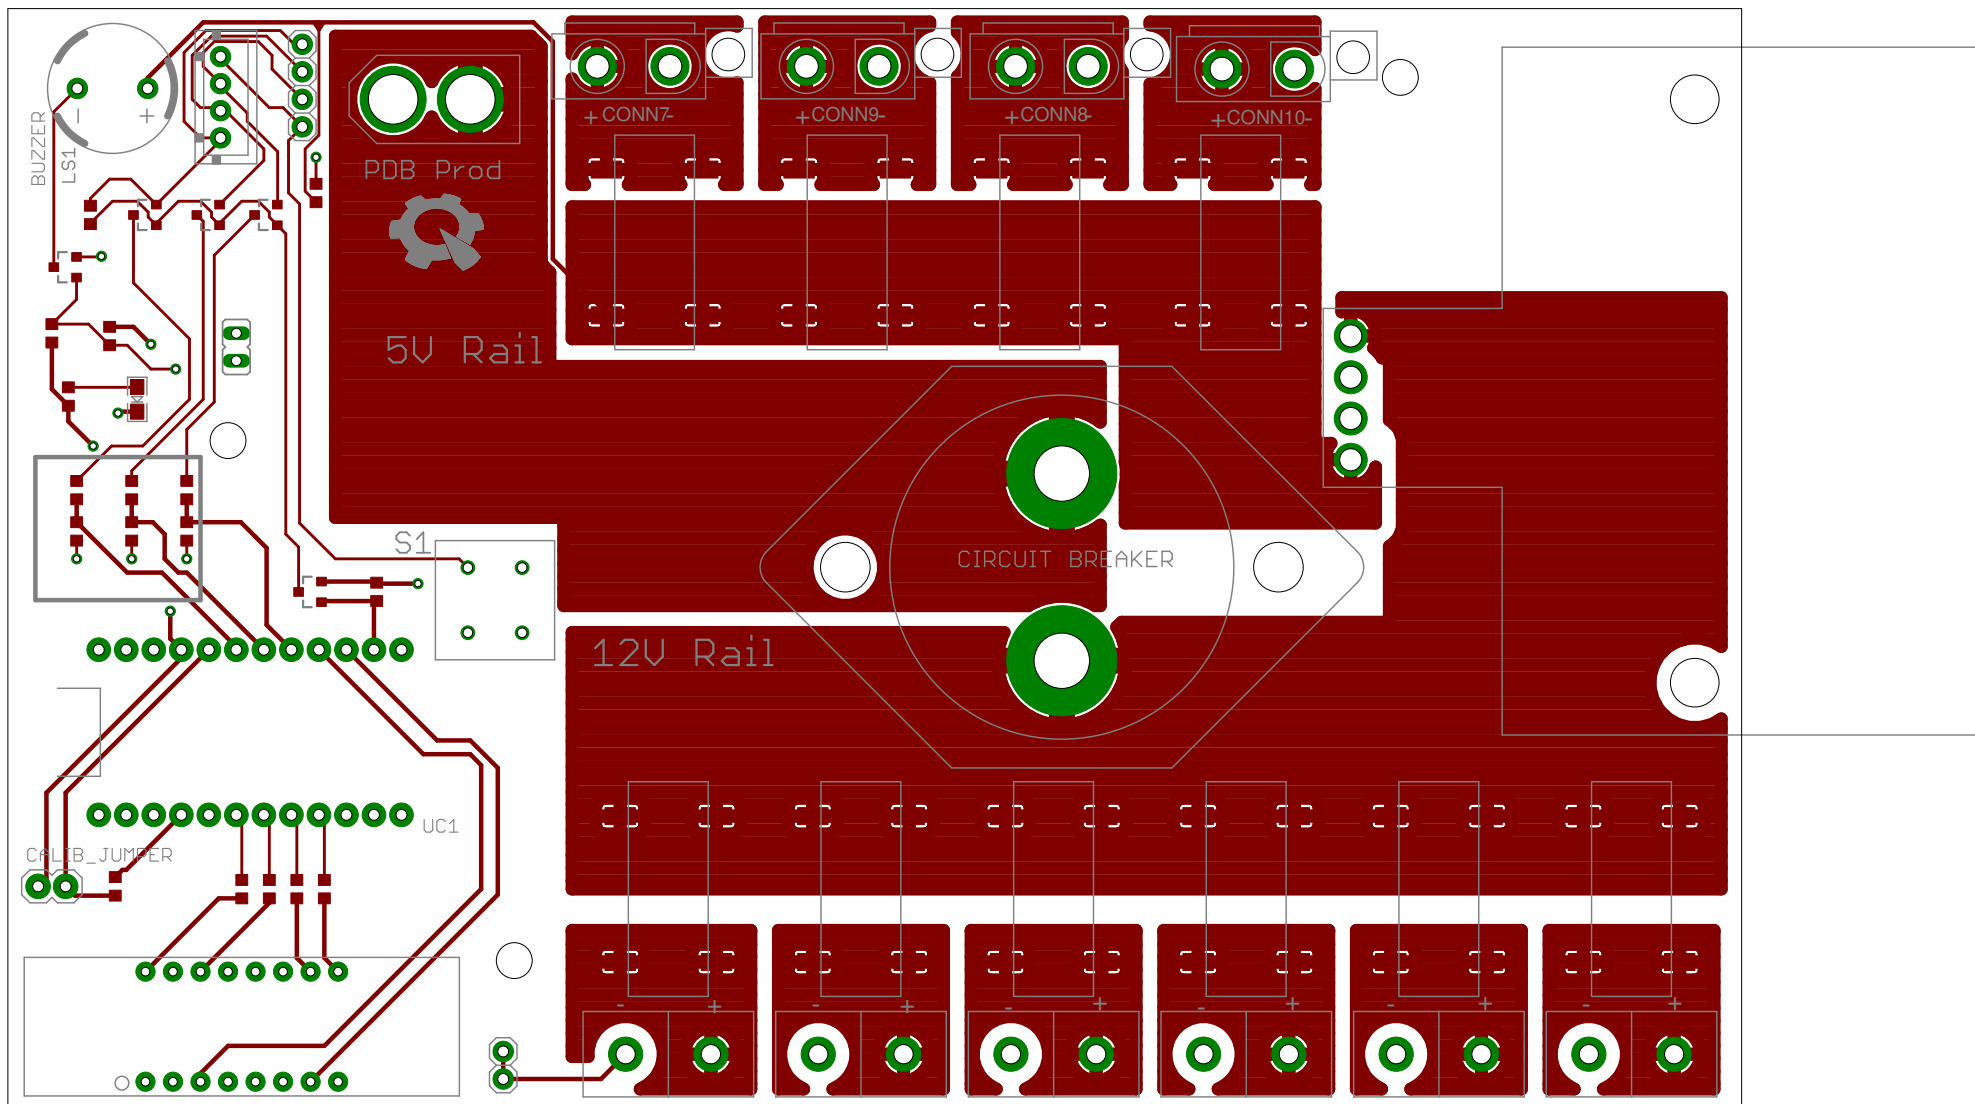 +CONN7-
+CONN9-
+CONN8-
+CONN10-
BUZZER
LS1
- +
PDB Prod
5V Rail
S1
CIRCUIT BREAKER
12V Rail
UC1
CALIB_JUMPER
- + - + - + - + - + - +